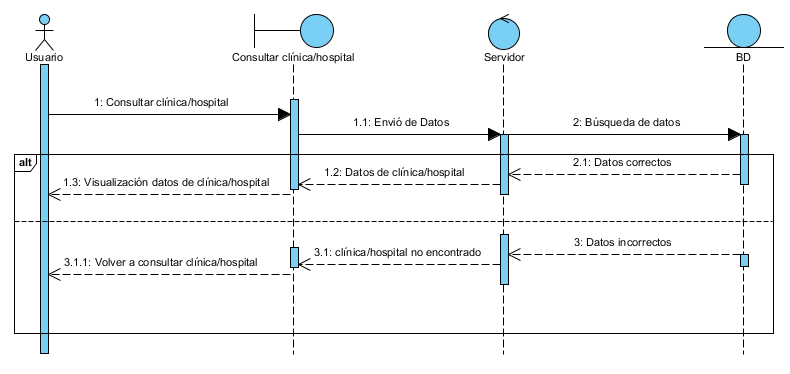 Usuario
Consultar clínica/hospital
Servidor
BD
1: Consultar clínica/hospital
1.1: Envió de Datos
2: Búsqueda de datos
alt
2.1: Datos correctos
1.2: Datos de clínica/hospital
1.3: Visualización datos de clínica/hospital
3: Datos incorrectos
3.1: clínica/hospital no encontrado
3.1.1: Volver a consultar clínica/hospital